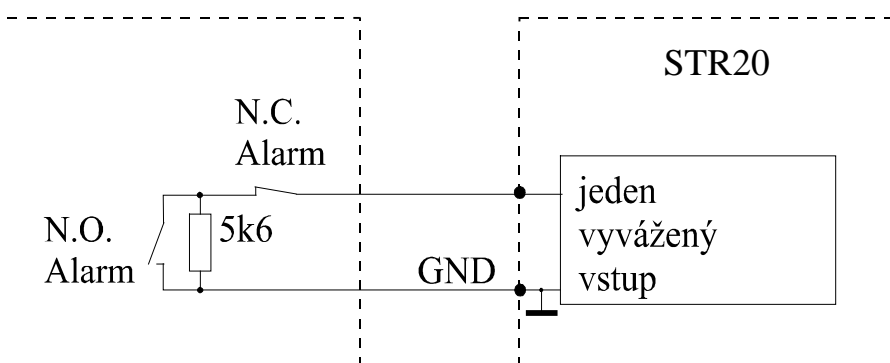 STR20
N.C.
Alarm
jeden
vyvážený
vstup
5k6
N.O.
Alarm
GND